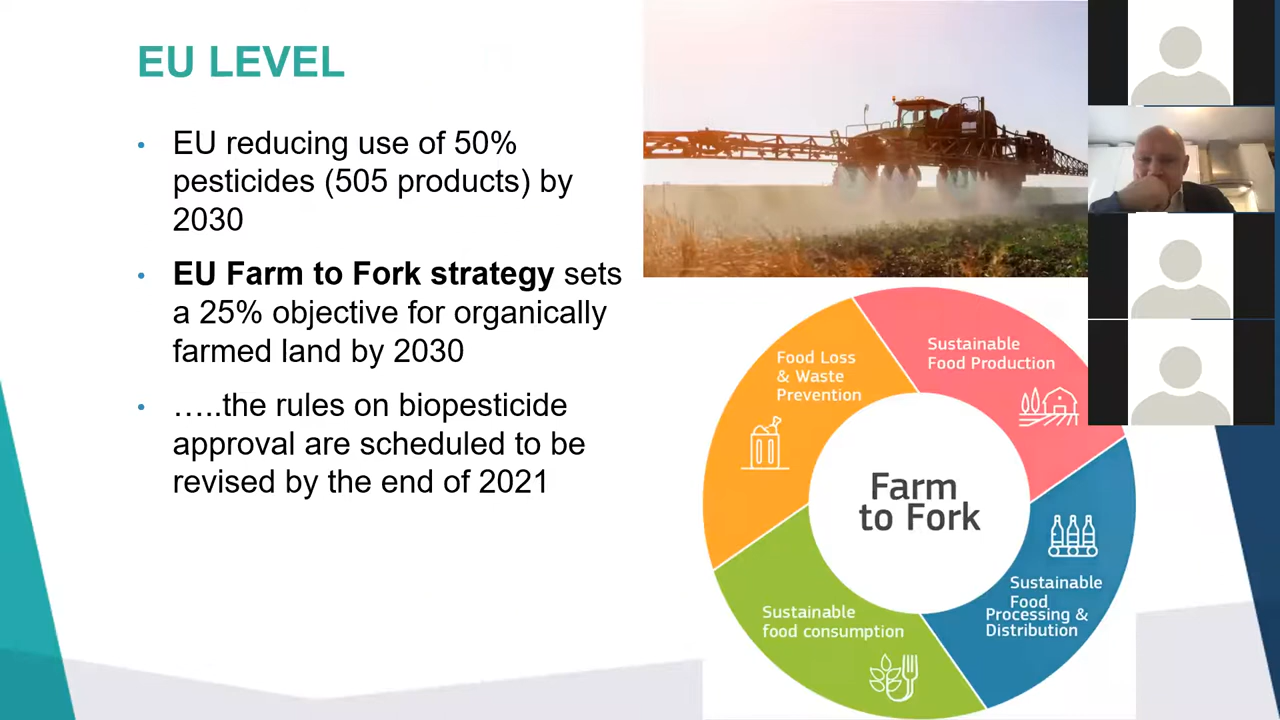 EU LEVEL
EU reducing use of 50%
pesticides (505 products) by
2030
EU Farm to Fork strategy sets
a 25% objective for organically
farmed land by 2030
…..the rules on biopesticide
approval are scheduled to be
revised by the end of 2021
Food Loss
& Waste
Prevention
Sustainable
Food Production
Farm
to Fork
Sustainable
Food
Processing &
Distribution
Sustainable
food consumption